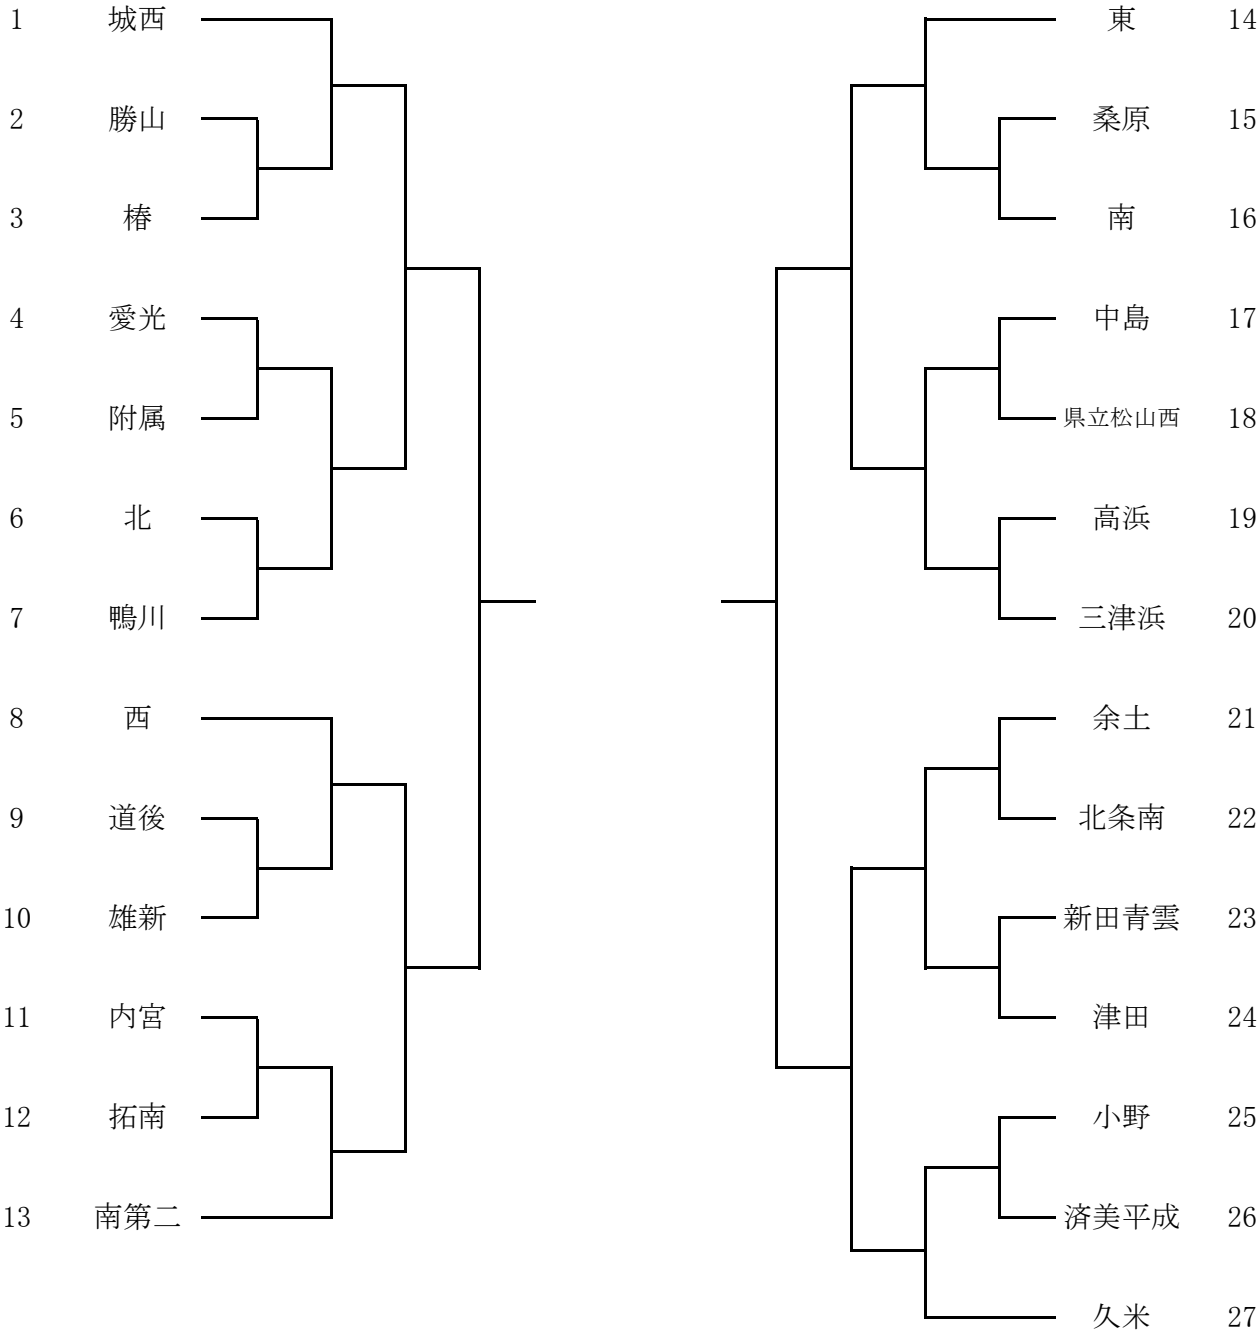 1 城西
2 勝山
3 椿
4 愛光
5 附属
6 北
7 鴨川
8 西
9 道後
10 雄新
11 内宮
12 拓南
13 南第二
東 14
桑原 15
南 16
中島 17
県立松山西 18
高浜 19
三津浜 20
余土 21
北条南 22
新田青雲 23
津田 24
小野 25
済美平成 26
久米 27